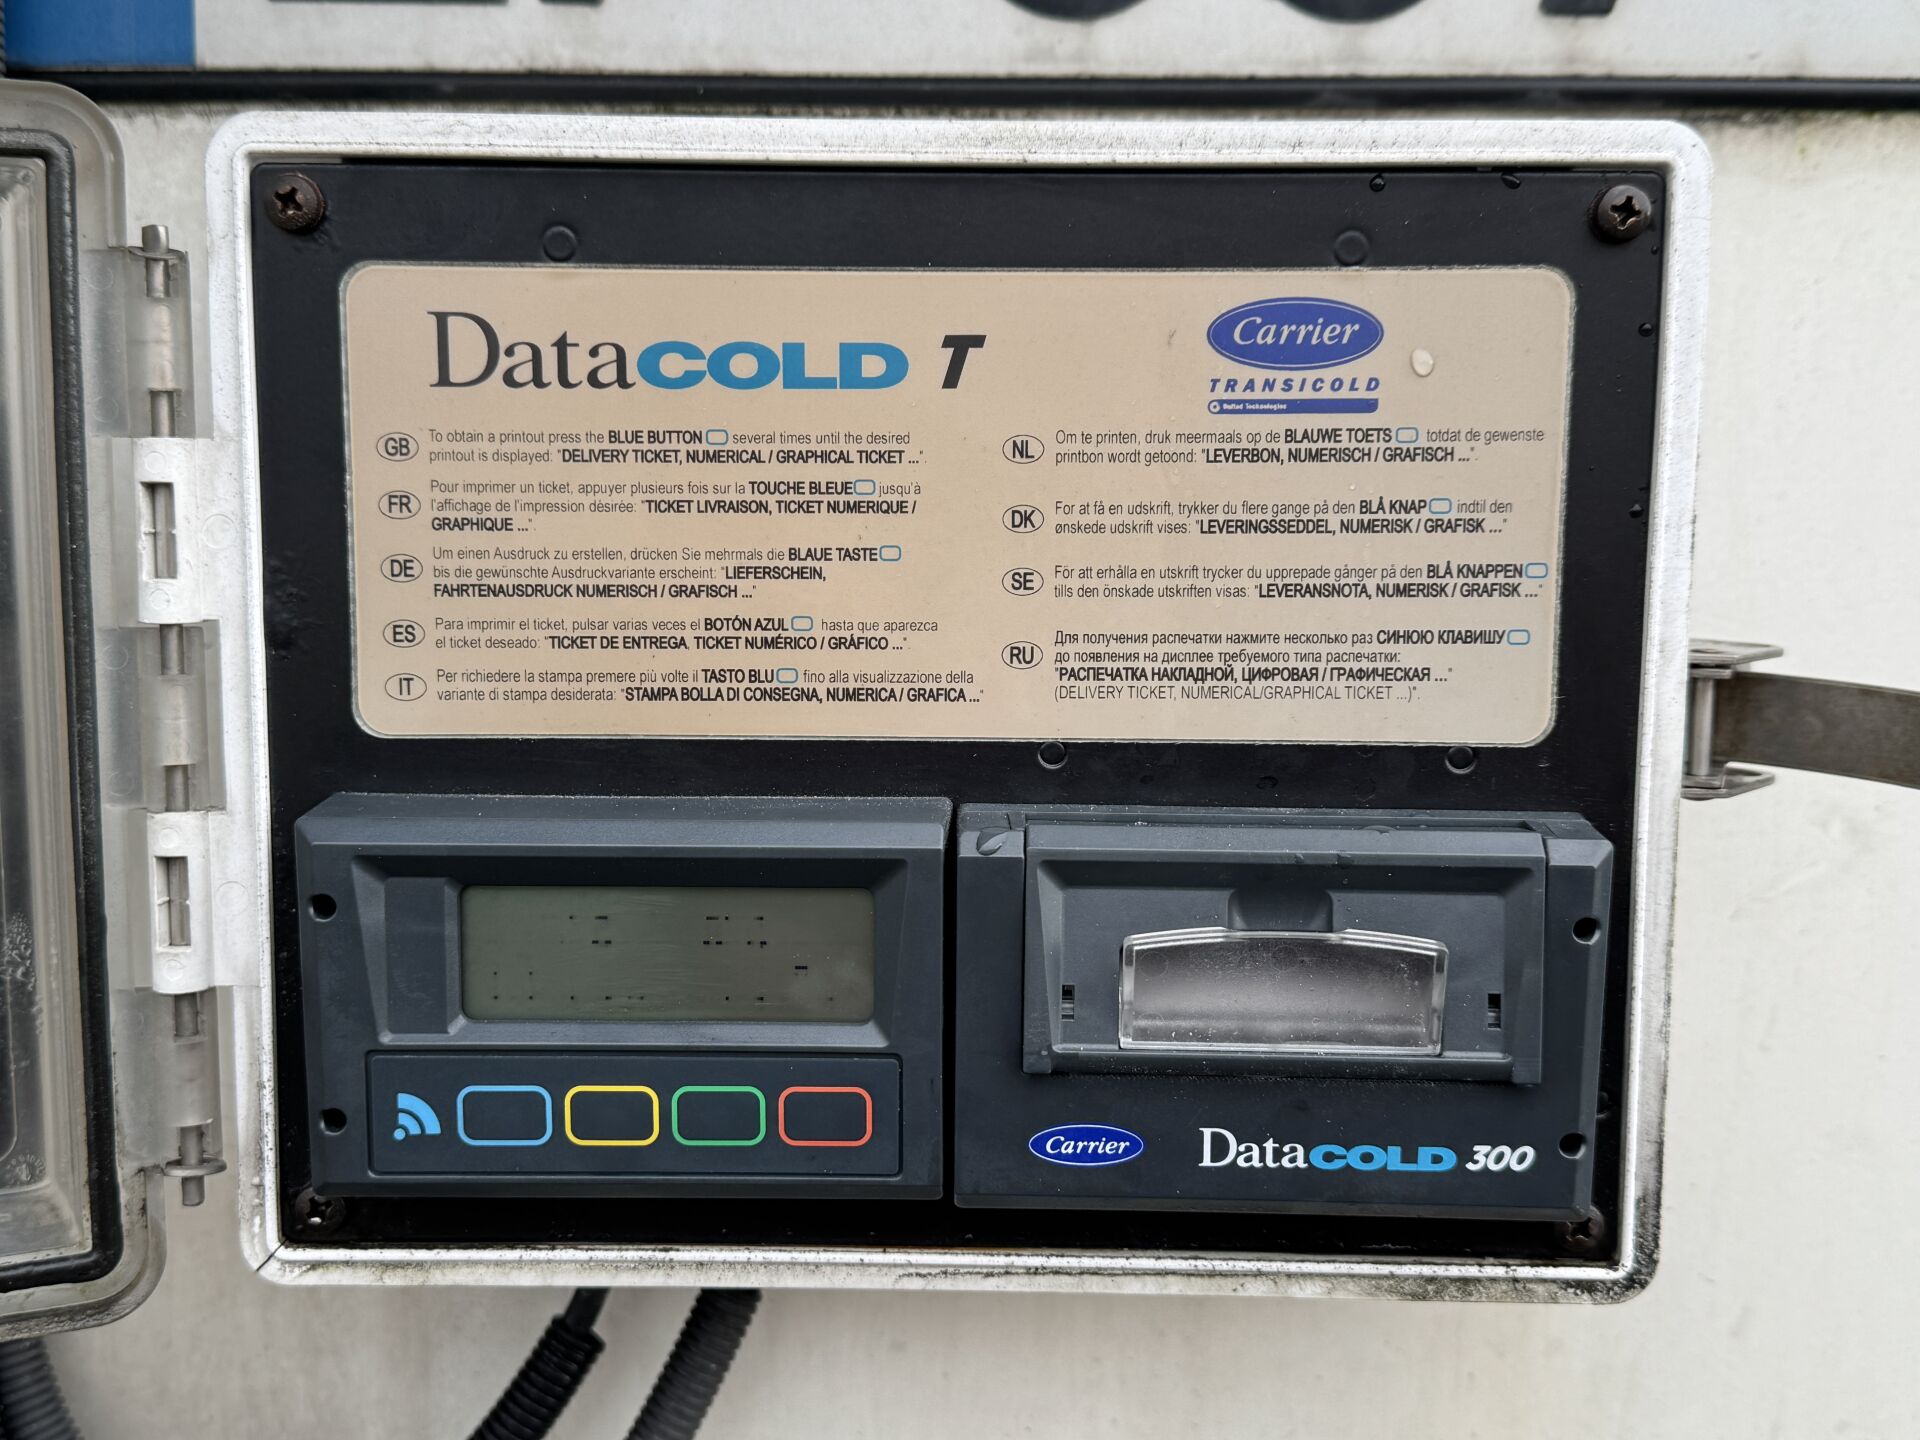 DataCOLD T
Carrier
TRANSICOLD
United Technologies
GB
To obtain a printout press the BLUE BUTTON several times until the desired
printout is displayed: "DELIVERY TICKET, NUMERICAL / GRAPHICAL TICKET ...".
FR
Pour imprimer un ticket, appuyer plusieurs fois sur la TOUCHE BLEUE jusqu'à
l'affichage de l'impression désirée: "TICKET LIVRAISON, TICKET NUMERIQUE /
GRAPHIQUE ...".
DE
Um einen Ausdruck zu erstellen, drücken Sie mehrmals die BLAUE TASTE
bis die gewünschte Ausdruckvariante erscheint: "LIEFERSCHEIN,
FAHRTENAUSDRUCK NUMERISCH / GRAFISCH ..."
ES
Para imprimir el ticket, pulsar varias veces el BOTÓN AZUL hasta que aparezca
el ticket deseado: "TICKET DE ENTREGA, TICKET NUMÉRICO / GRÁFICO ...".
IT
Per richiedere la stampa premere più volte il TASTO BLU fino alla visualizzazione della
variante di stampa desiderata: "STAMPA BOLLA DI CONSEGNA, NUMERICA / GRAFICA ..."
NL
Om te printen, druk meermaals op de BLAUWE TOETS totdat de gewenste
printbon wordt getoond: "LEVERBON, NUMERISCH / GRAFISCH ...".
DK
For at få en udskrift, trykker du flere gange på den BLÅ KNAP indtil den
ønskede udskrift vises: "LEVERINGSSEDDEL, NUMERISK / GRAFISK ..."
SE
För att erhålla en utskrift trycker du upprepade gånger på den BLÅ KNAPPEN
tills den önskade utskriften visas: "LEVERANSNOTA, NUMERISK / GRAFISK ..."
RU
Для получения распечатки нажмите несколько раз СИНЮЮ КЛАВИШУ
до появления на дисплее требуемого типа распечатки:
"РАСПЕЧАТКА НАКЛАДНОЙ, ЦИФРОВАЯ / ГРАФИЧЕСКАЯ ..."
(DELIVERY TICKET, NUMERICAL/GRAPHICAL TICKET ...)".
Carrier
DataCOLD 300